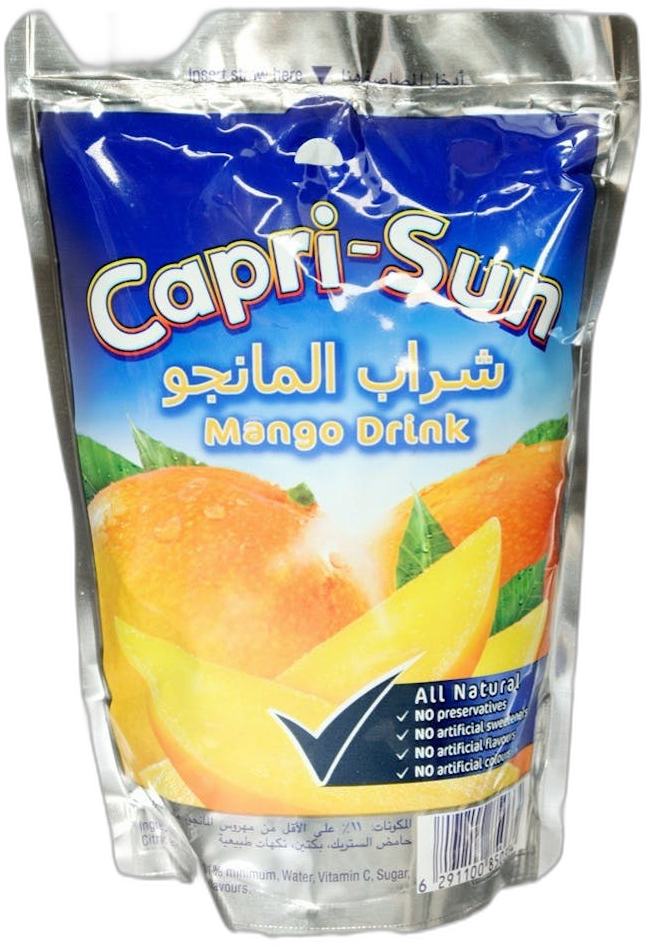 Insert straw here أدخل المصاصة هنا
Capri-Sun
شراب المانجو
Mango Drink
All Natural
NO preservatives
NO artificial sweeteners
NO artificial flavours
NO artificial colours
المكونات: ١١٪ على الأقل من مهروس المانجو
حامض الستريك، بكتين، نكهات طبيعية
minimum, Water, Vitamin C, Sugar,
6 291100